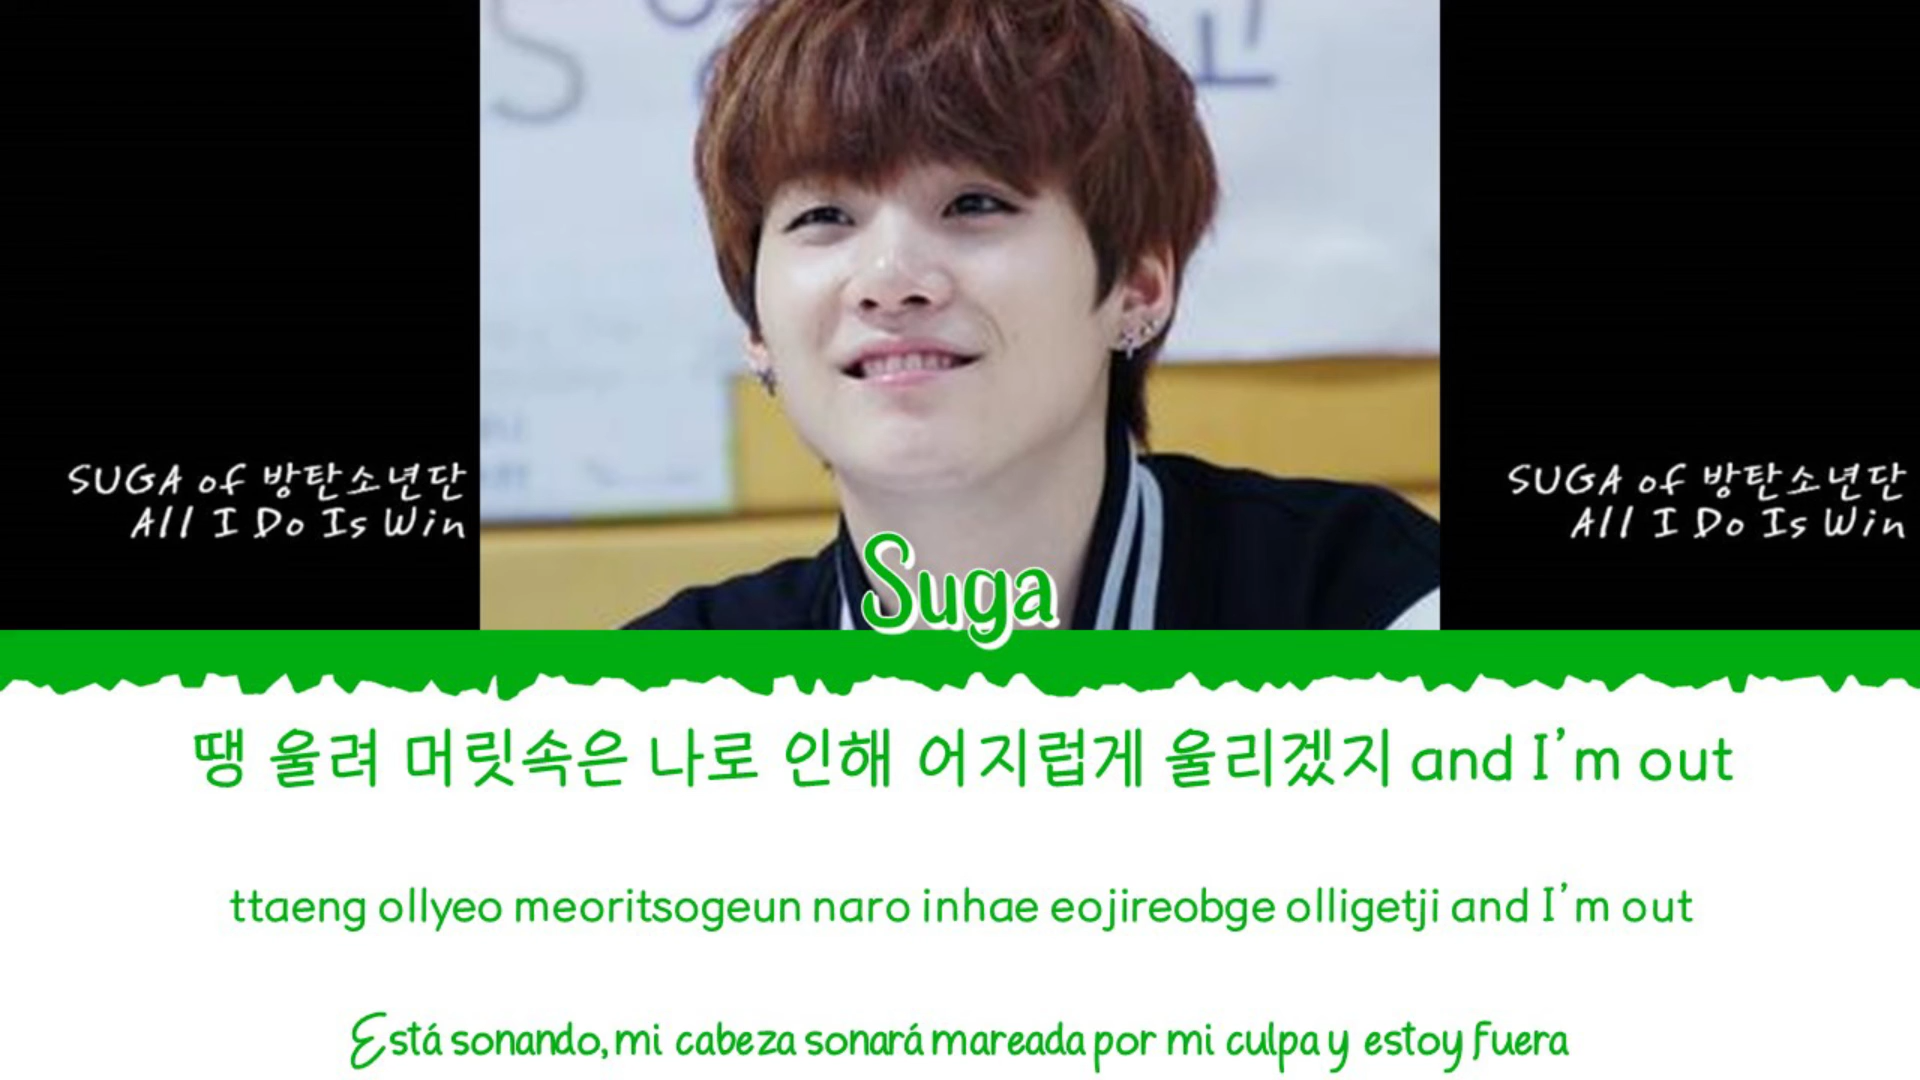 SUGA of 방탄소년단
All I Do Is Win
SUGA of 방탄소년단
All I Do Is Win
Suga
땡 울려 머릿속은 나로 인해 어지럽게 울리겠지 and I'm out
ttaeng ollyeo meoritsogeun naro inhae eojireobge olligetji and I'm out
Está sonando, mi cabeza sonará mareada por mi culpa y estoy fuera